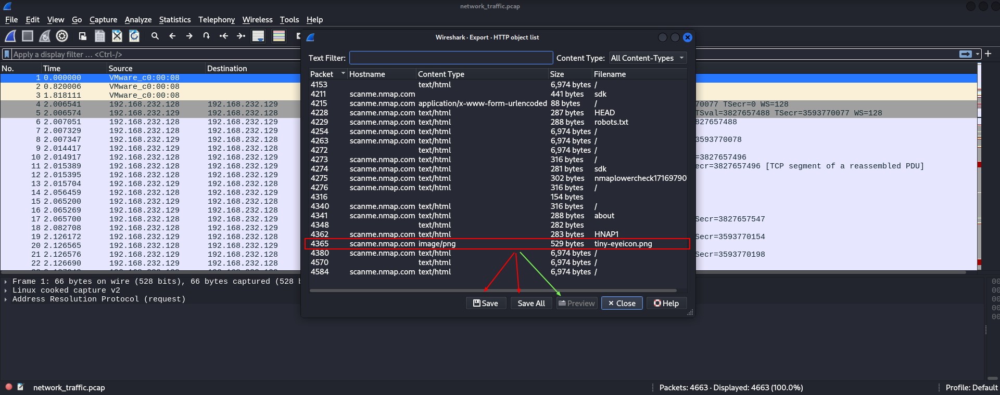 network_traffic.pcap
File Edit View Go Capture Analyze Statistics Telephony Wireless Tools Help
Wireshark · Export · HTTP object list
Apply a display filter … <Ctrl-/>
Text Filter: Content Type: All Content-Types
No. Time Source Destination
Packet Hostname Content Type Size Filename
1 0.000000 VMware_c0:00:08
2 0.820006 VMware_c0:00:08
3 1.818111 VMware_c0:00:08
4 2.006541 192.168.232.128 192.168.232.129 70077 TSecr=0 WS=128
5 2.006574 192.168.232.129 192.168.232.128 TSval=3827657488 TSecr=3593770077 WS=128
6 2.007051 192.168.232.128 192.168.232.129 827657488
7 2.007329 192.168.232.128 192.168.232.129
8 2.007347 192.168.232.129 192.168.232.128 3593770078
9 2.014417 192.168.232.129 192.168.232.128
10 2.014917 192.168.232.128 192.168.232.129 =3827657496
11 2.015389 192.168.232.128 192.168.232.129 ecr=3827657496 [TCP segment of a reassembled PDU]
12 2.015395 192.168.232.129 192.168.232.128
13 2.015704 192.168.232.129 192.168.232.128
14 2.056459 192.168.232.128 192.168.232.129
15 2.065200 192.168.232.129 192.168.232.128
16 2.065269 192.168.232.129 192.168.232.128
17 2.065700 192.168.232.128 192.168.232.129 Secr=3827657547
18 2.082708 192.168.232.128 192.168.232.129
19 2.126172 192.168.232.129 192.168.232.128 Secr=3593770154
20 2.126565 192.168.232.128 192.168.232.129
21 2.126576 192.168.232.129 192.168.232.128 Secr=3593770198
22 2.126690 192.168.232.128 192.168.232.129
4153 text/html 6,974 bytes /
4211 scanme.nmap.com 441 bytes sdk
4215 scanme.nmap.com application/x-www-form-urlencoded 88 bytes /
4228 scanme.nmap.com text/html 287 bytes HEAD
4229 scanme.nmap.com text/html 288 bytes robots.txt
4254 scanme.nmap.com text/html 6,974 bytes /
4263 scanme.nmap.com text/html 6,974 bytes /
4272 text/html 6,974 bytes /
4273 scanme.nmap.com text/html 316 bytes /
4274 scanme.nmap.com text/html 281 bytes sdk
4275 scanme.nmap.com text/html 302 bytes nmaplowercheck17169790
4276 scanme.nmap.com text/html 316 bytes /
4316 154 bytes
4340 scanme.nmap.com text/html 316 bytes /
4341 scanme.nmap.com text/html 288 bytes about
4348 text/html 282 bytes
4362 scanme.nmap.com text/html 283 bytes HNAP1
4365 scanme.nmap.com image/png 529 bytes tiny-eyeicon.png
4380 scanme.nmap.com text/html 6,974 bytes /
4570 text/html 6,974 bytes /
4584 scanme.nmap.com text/html 6,974 bytes /
Save Save All Preview Close Help
Frame 1: 66 bytes on wire (528 bits), 66 bytes captured (528 b
Linux cooked capture v2
Address Resolution Protocol (request)
00
00
00
00
00
network_traffic.pcap Packets: 4663 · Displayed: 4663 (100.0%) Profile: Default